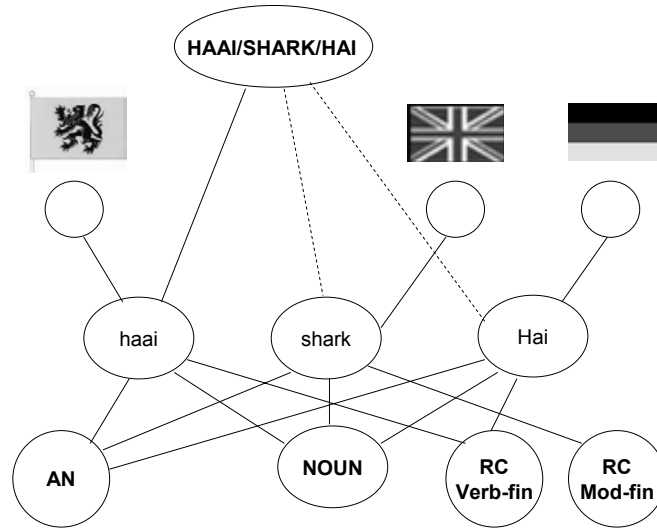 HAAI/SHARK/HAI
haai
shark
Hai
AN
NOUN
RC
Verb-fin
RC
Mod-fin